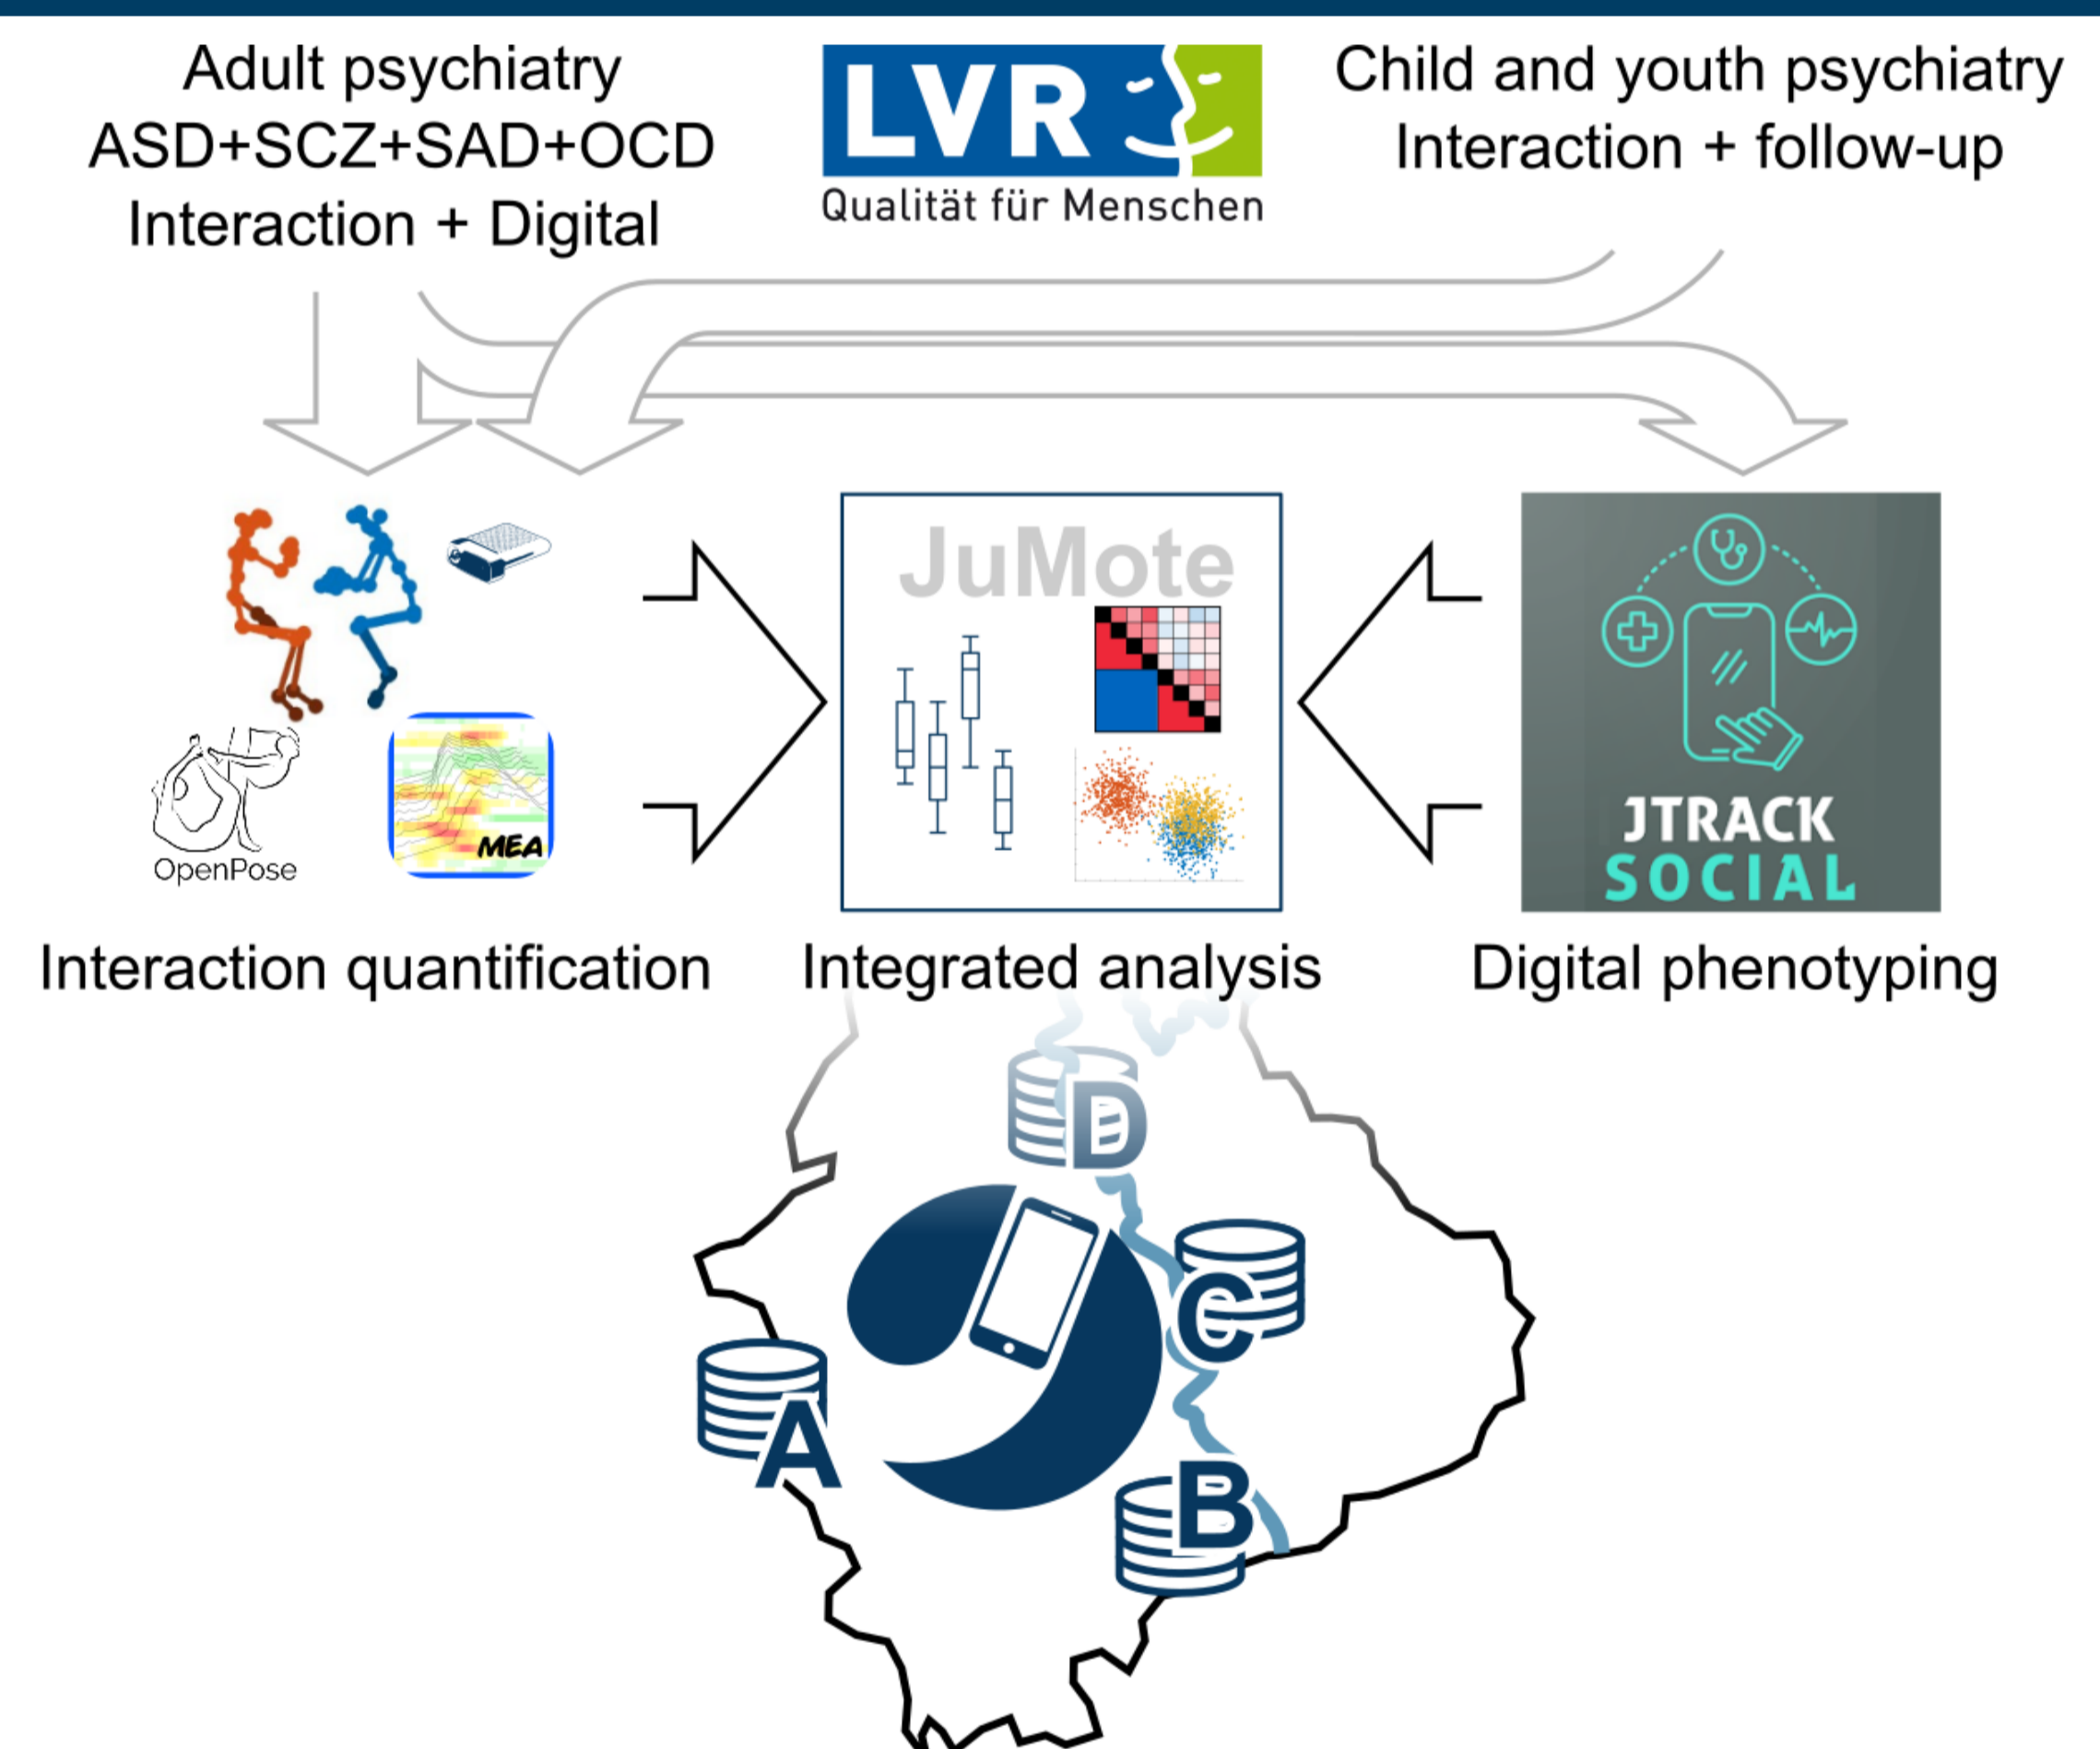 Adult psychiatry
ASD+SCZ+SAD+OCD
Interaction + Digital
LVR
Qualität für Menschen
Child and youth psychiatry
Interaction + follow-up
OpenPose
MEA
JuMote
JTRACK
SOCIAL
Interaction quantification
Integrated analysis
Digital phenotyping
D
C
A
B